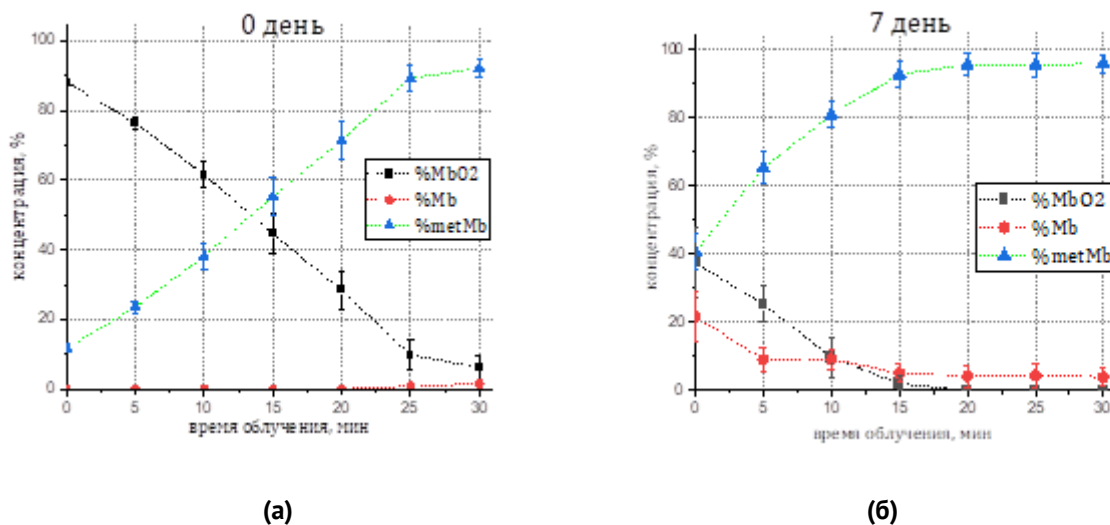 0 день
100
80
60
40
20
0
концентрация, %
%MbO2
%Mb
%metMb
0 5 10 15 20 25 30
время облучения, мин
(а)
7 день
100
80
60
40
20
0
концентрация, %
%MbO2
%Mb
%metMb
0 5 10 15 20 25 30
время облучения, мин
(б)